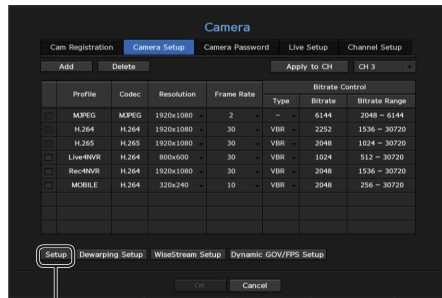 Camera
Cam Registration Camera Setup Camera Password Live Setup Channel Setup
Add Delete Apply to CH CH 3
Profile Codec Resolution Frame Rate Bitrate Control
Type Bitrate Bitrate Range
MJPEG MJPEG 1920x1080 2 - 6144 2048 ~ 6144
H.264 H.264 1920x1080 30 VBR 2252 1536 ~ 30720
H.265 H.265 1920x1080 30 VBR 2048 1024 ~ 30720
Live4NVR H.264 800x600 30 VBR 1024 512 ~ 30720
Rec4NVR H.264 1920x1080 30 VBR 2048 1536 ~ 30720
MOBILE H.264 320x240 10 VBR 2048 256 ~ 30720
Setup Dewarping Setup WiseStream Setup Dynamic GOV/FPS Setup
OK Cancel